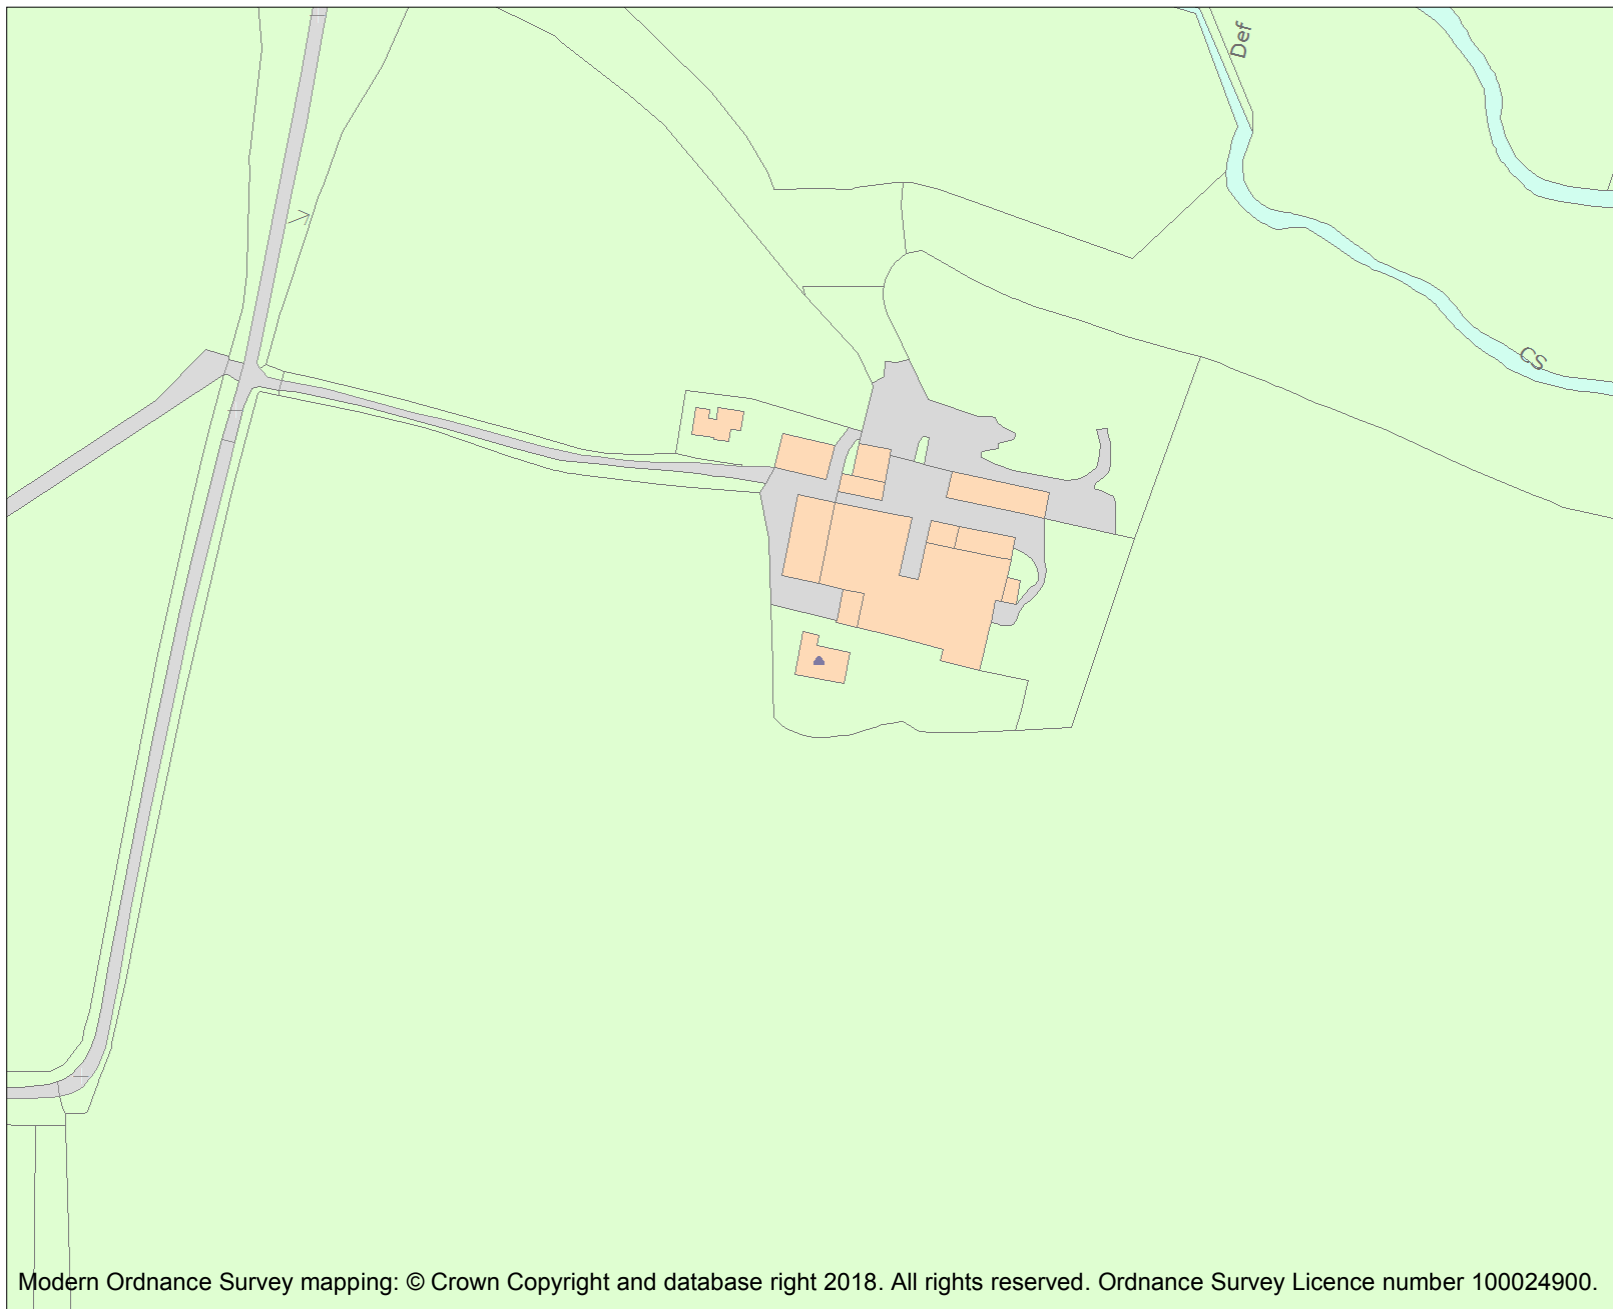 Def
CS
Modern Ordnance Survey mapping: © Crown Copyright and database right 2018. All rights reserved. Ordnance Survey Licence number 100024900.